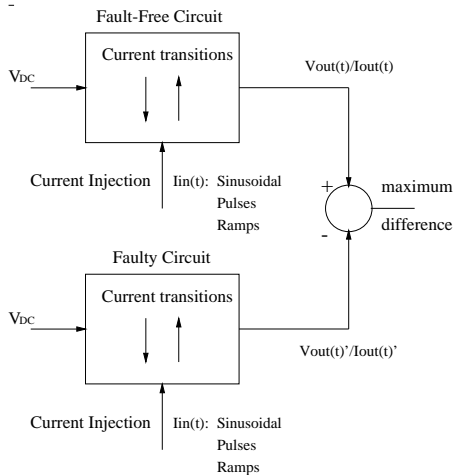 Fault-Free Circuit
Current transitions
VDC
Vout(t)/Iout(t)
Current Injection
Iin(t): Sinusoidal
Pulses
Ramps
+
-
maximum
difference
Faulty Circuit
Current transitions
VDC
Vout(t)'/Iout(t)'
Current Injection
Iin(t): Sinusoidal
Pulses
Ramps